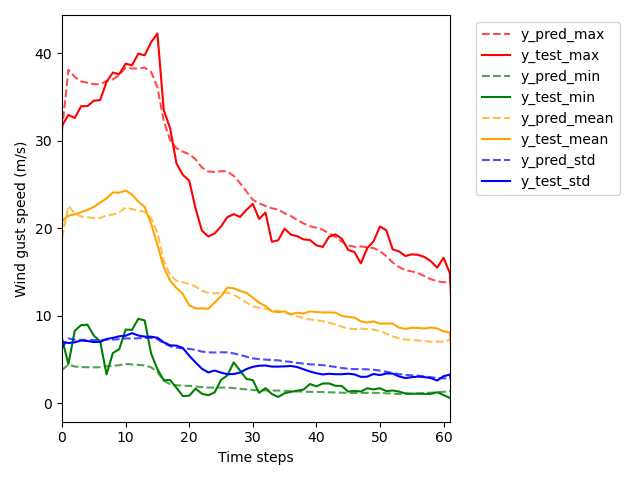 y_pred_max
y_test_max
y_pred_min
y_test_min
y_pred_mean
y_test_mean
y_pred_std
y_test_std
Wind gust speed (m/s)
40
30
20
10
0
0 10 20 30 40 50 60
Time steps